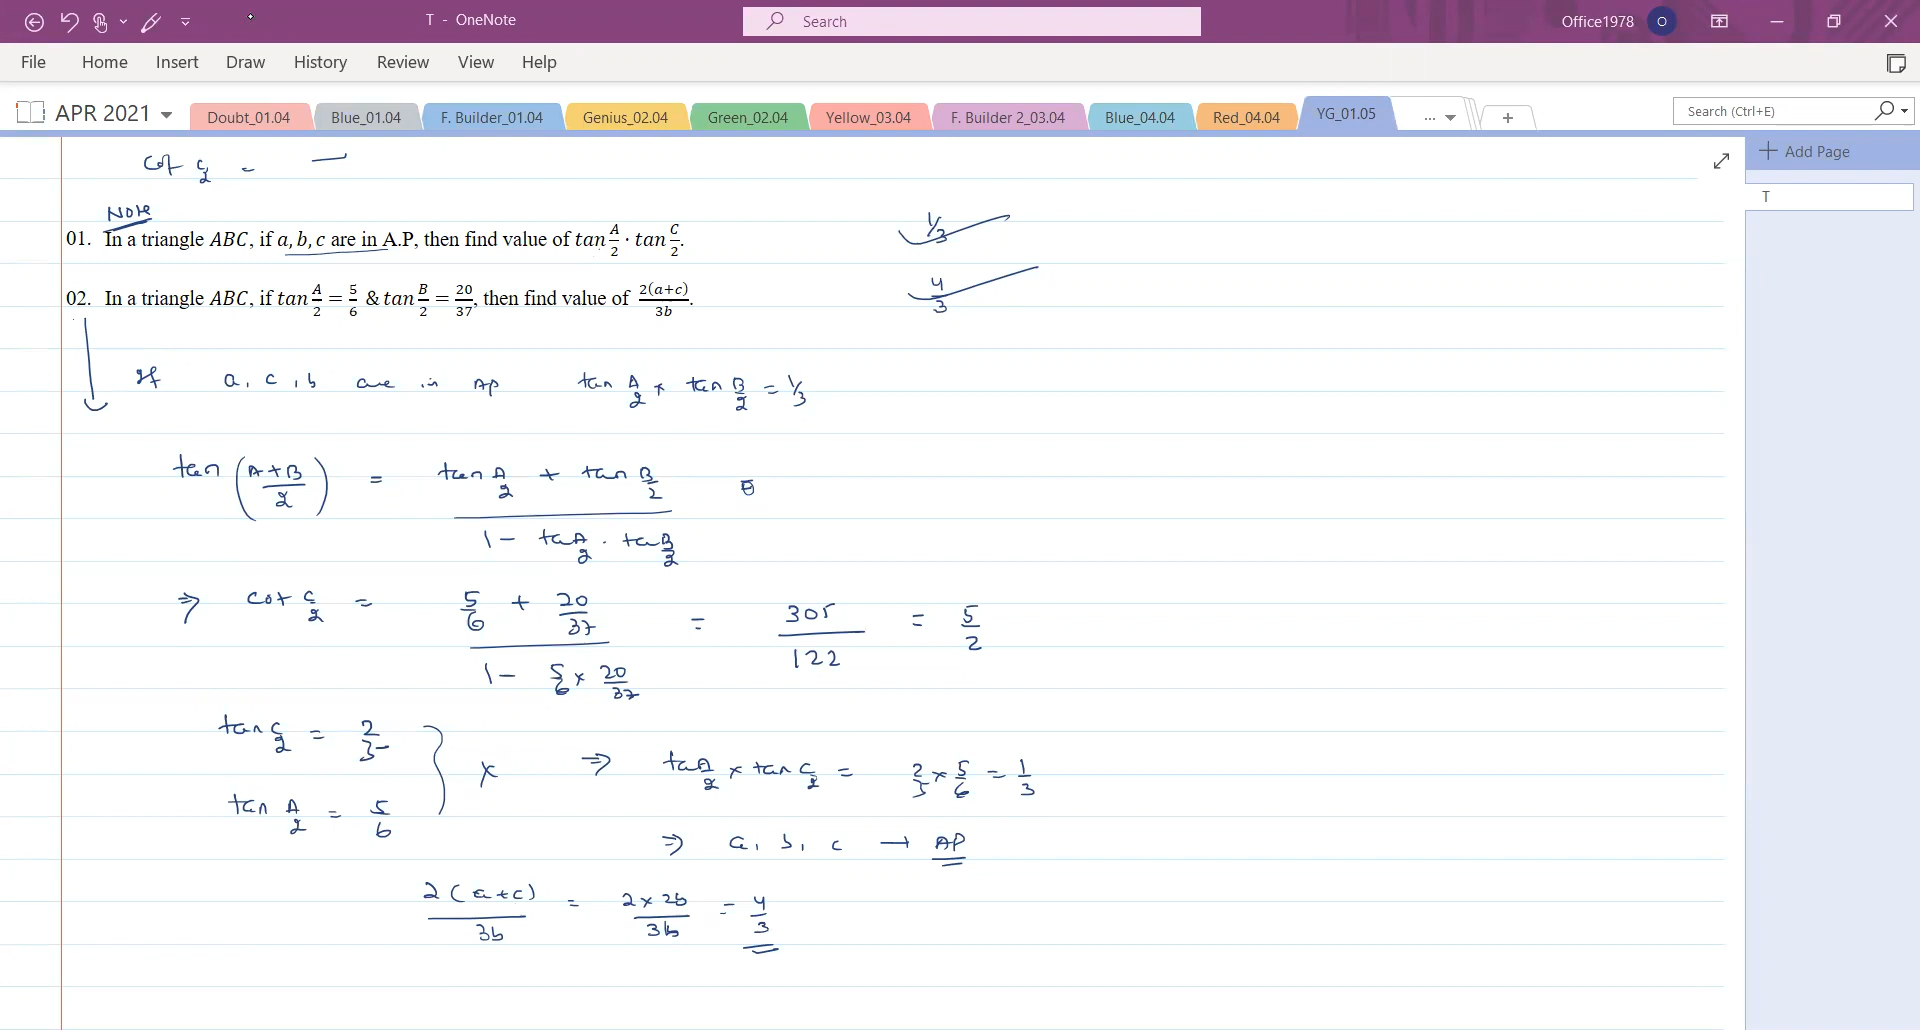 T - OneNote
Search
Office1978
O
File Home Insert Draw History Review View Help
APR 2021
Doubt_01.04 Blue_01.04 F. Builder_01.04 Genius_02.04 Green_02.04 Yellow_03.04 F. Builder 2_03.04 Blue_04.04 Red_04.04 YG_01.05 ... +
Search (Ctrl+E)
Add Page
T
cot C/2 =
Note
01. In a triangle ABC, if a, b, c are in A.P, then find value of tan A/2 · tan C/2. 1/3
02. In a triangle ABC, if tan A/2 = 5/6 & tan B/2 = 20/37, then find value of 2(a+c)/3b. 4/3
If a, c, b are in AP tan A/2 × tan B/2 = 1/3
tan ((A+B)/2) = (tan A/2 + tan B/2)/(1 - tan A/2 . tan B/2)
⇒ cot C/2 = (5/6 + 20/37)/(1 - 5/6 × 20/37) = 305/122 = 5/2
tan C/2 = 2/5
tan A/2 = 5/6
} × ⇒ tan A/2 × tan C/2 = 2/5 × 5/6 = 1/3
⇒ a, b, c → AP
2(a+c)/3b = 2×2b/3b = 4/3